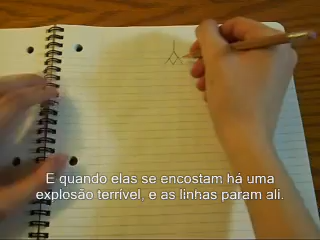 E quando elas se encostam há uma
explosão terrível, e as linhas param ali.